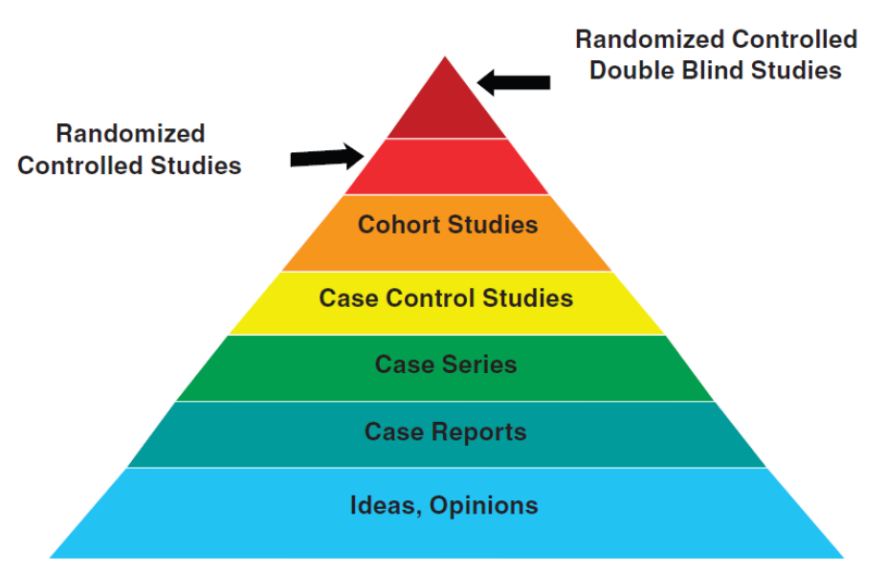 Randomized Controlled
Double Blind Studies
Randomized
Controlled Studies
Cohort Studies
Case Control Studies
Case Series
Case Reports
Ideas, Opinions